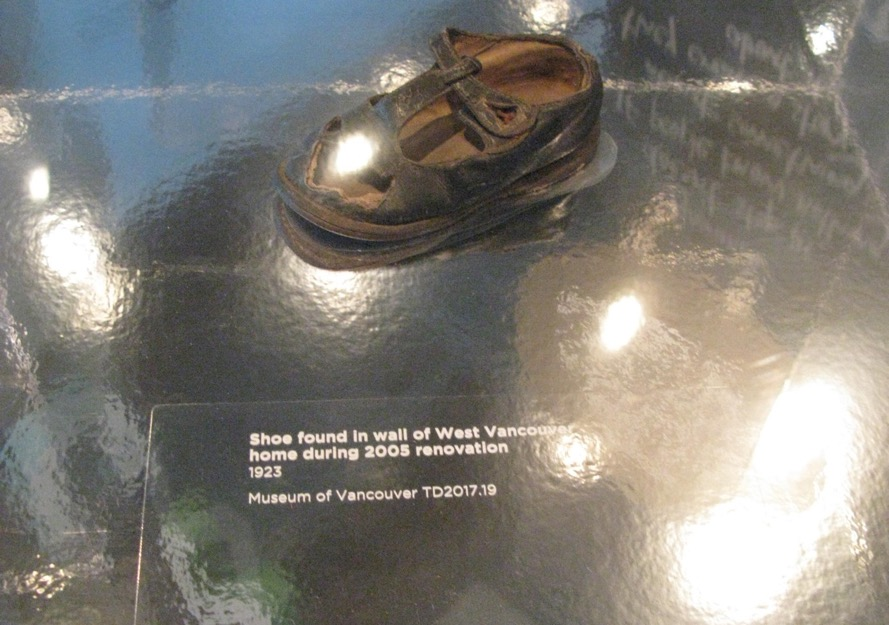 Shoe found in wall of West Vancouver
home during 2005 renovation
1923
Museum of Vancouver TD2017.19